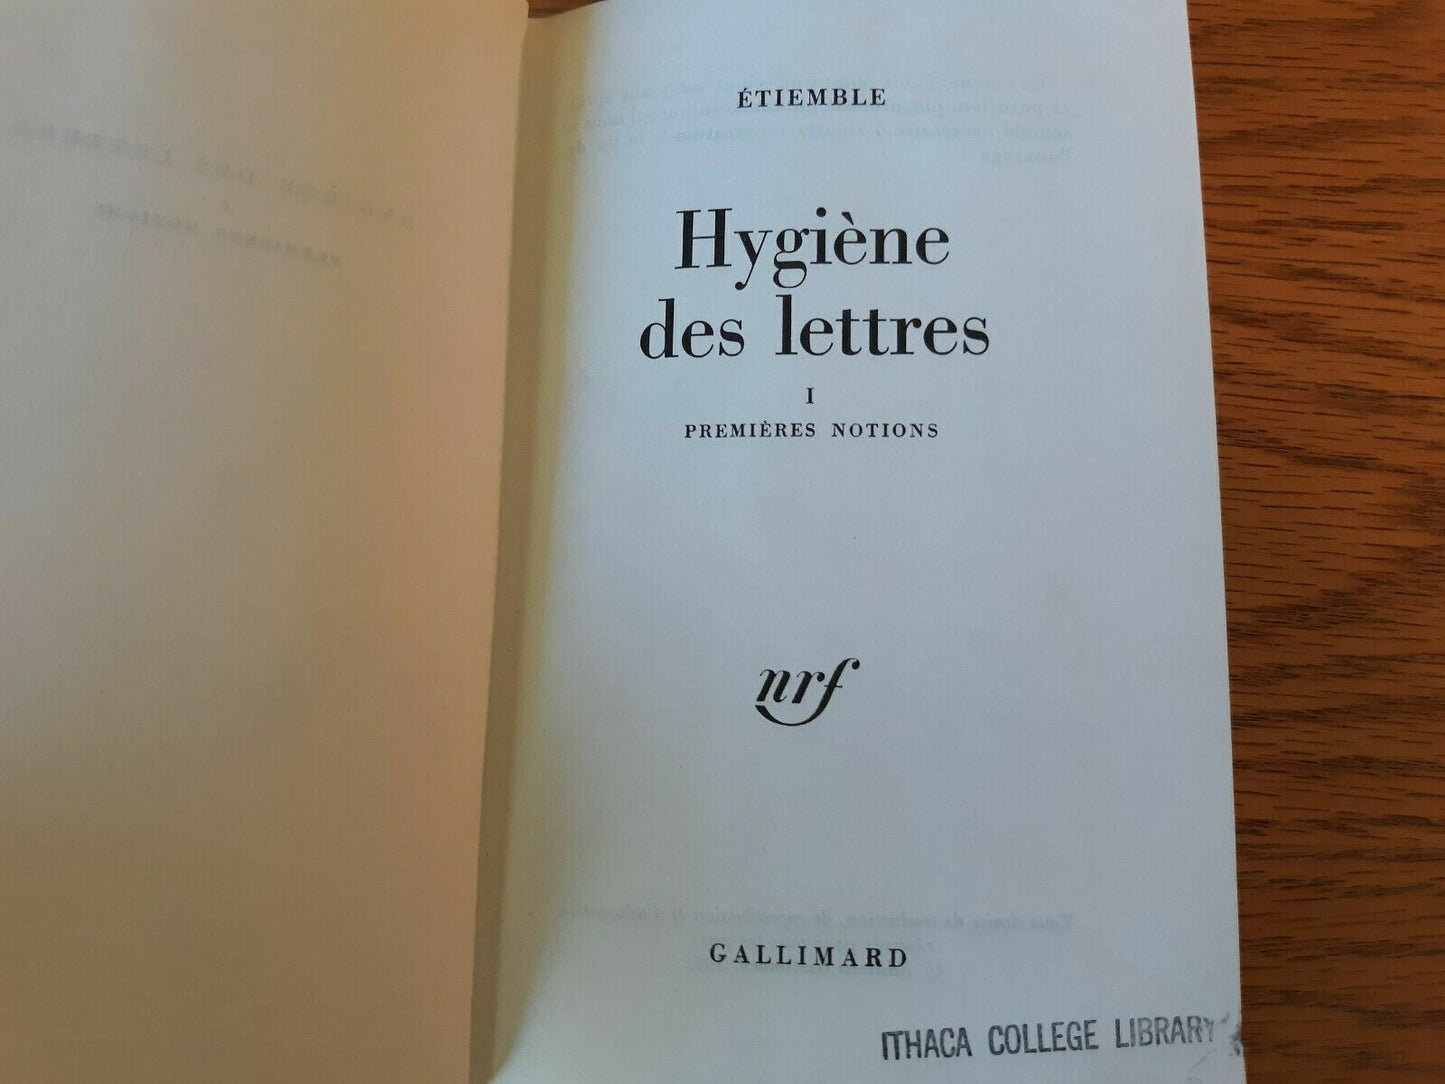 ÉTIEMBLE
Hygiène
des lettres
I
PREMIÈRES NOTIONS
nrf
GALLIMARD
ITHACA COLLEGE LIBRARY